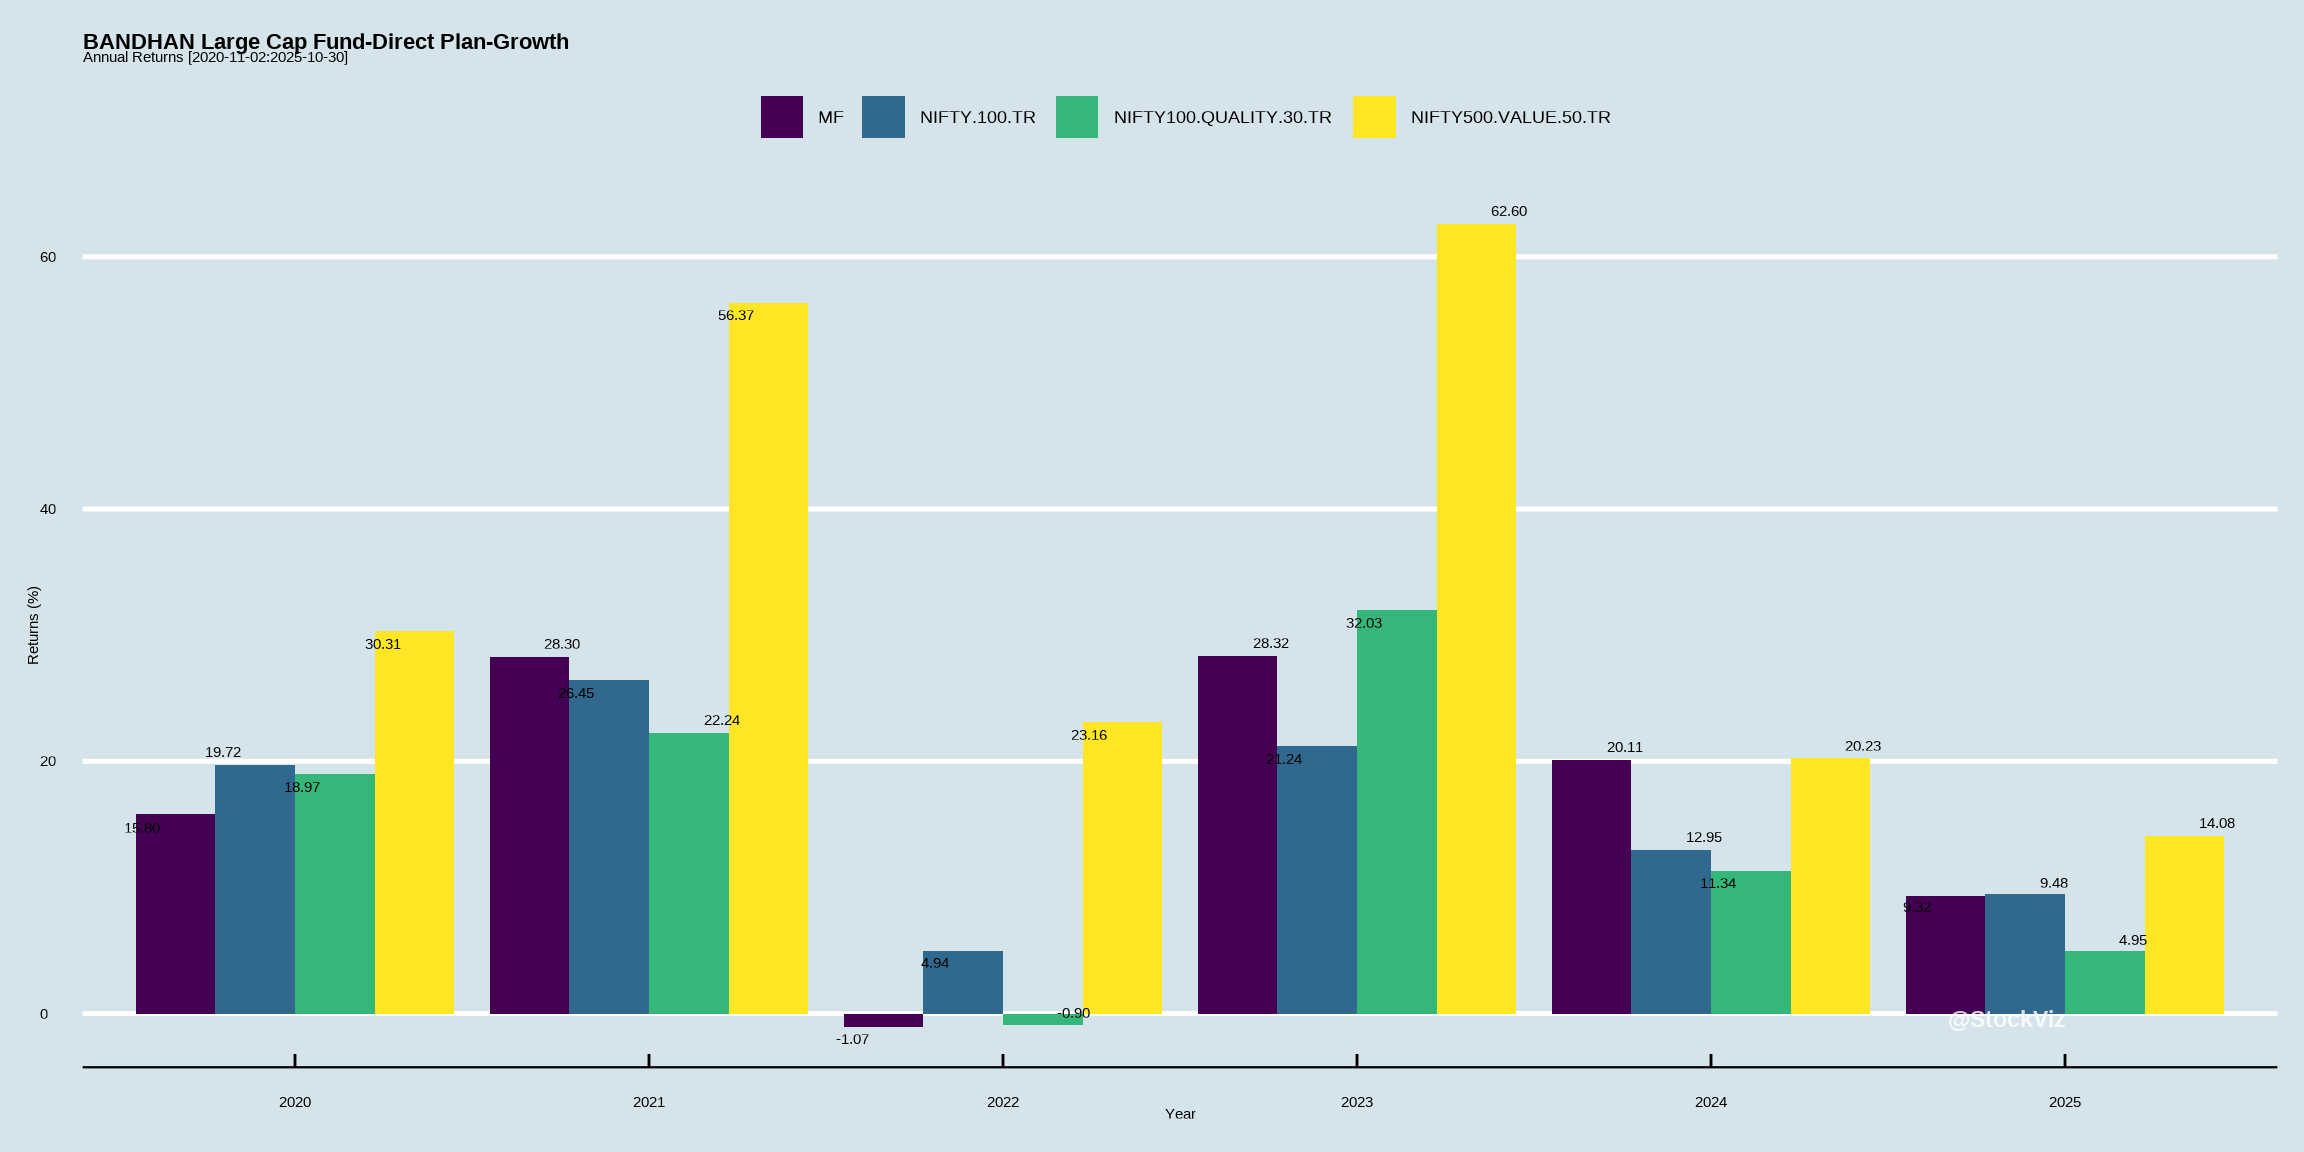 BANDHAN Large Cap Fund-Direct Plan-Growth
Annual Returns [2020-11-02:2025-10-30]
MF NIFTY.100.TR NIFTY100.QUALITY.30.TR NIFTY500.VALUE.50.TR
Returns (%)
60
40
20
0
15.80 19.72 18.97 30.31
28.30 26.45 22.24 56.37
-1.07 4.94 -0.90 23.16
28.32 21.24 32.03 62.60
20.11 12.95 11.34 20.23
9.32 9.48 4.95 14.08
@StockViz
2020 2021 2022 2023 2024 2025
Year